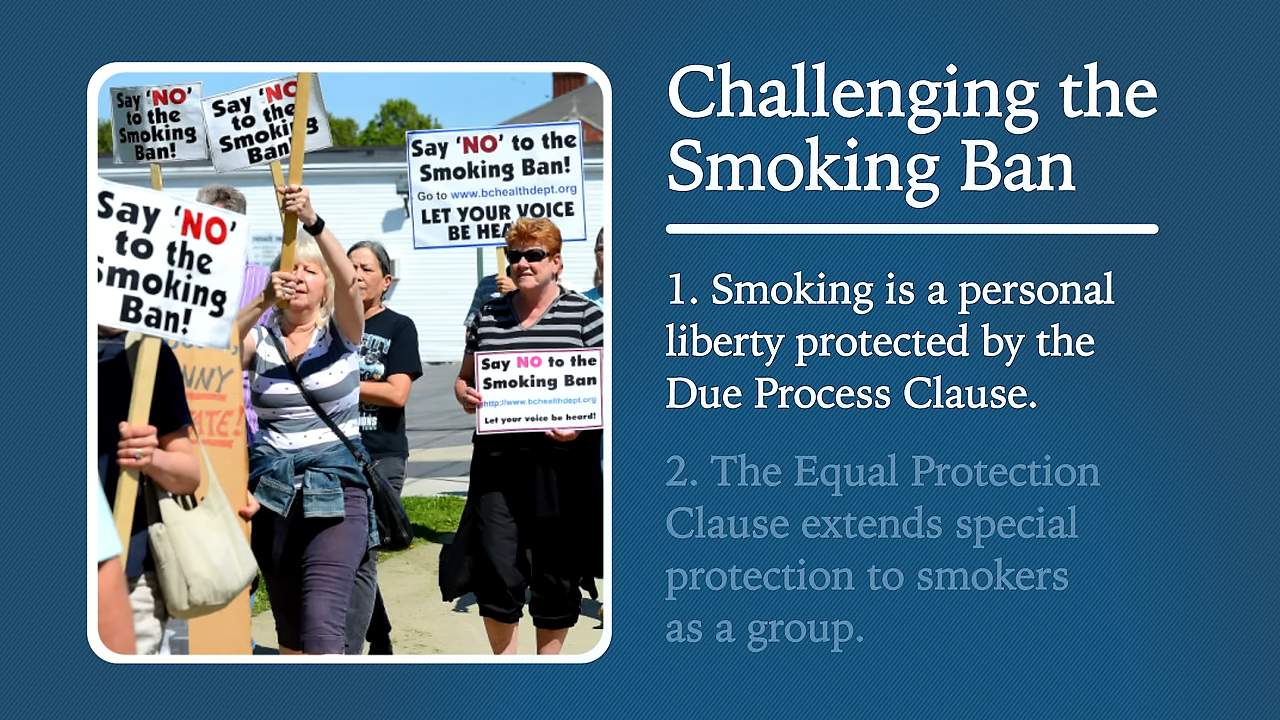 Challenging the
Smoking Ban
1. Smoking is a personal
liberty protected by the
Due Process Clause.
2. The Equal Protection
Clause extends special
protection to smokers
as a group.
Say 'NO'
to the
Smoking
Ban!
Say 'NO
to the
Smoking
Ban
Say 'NO' to the
Smoking Ban!
Go to www.bchealthdept.org
LET YOUR VOICE
BE HEA
Say 'NO'
to the
Smoking
Ban!
Say NO to the
Smoking Ban
http://www.bchealthdept.org
Let your voice be heard!
NNY
ATE!